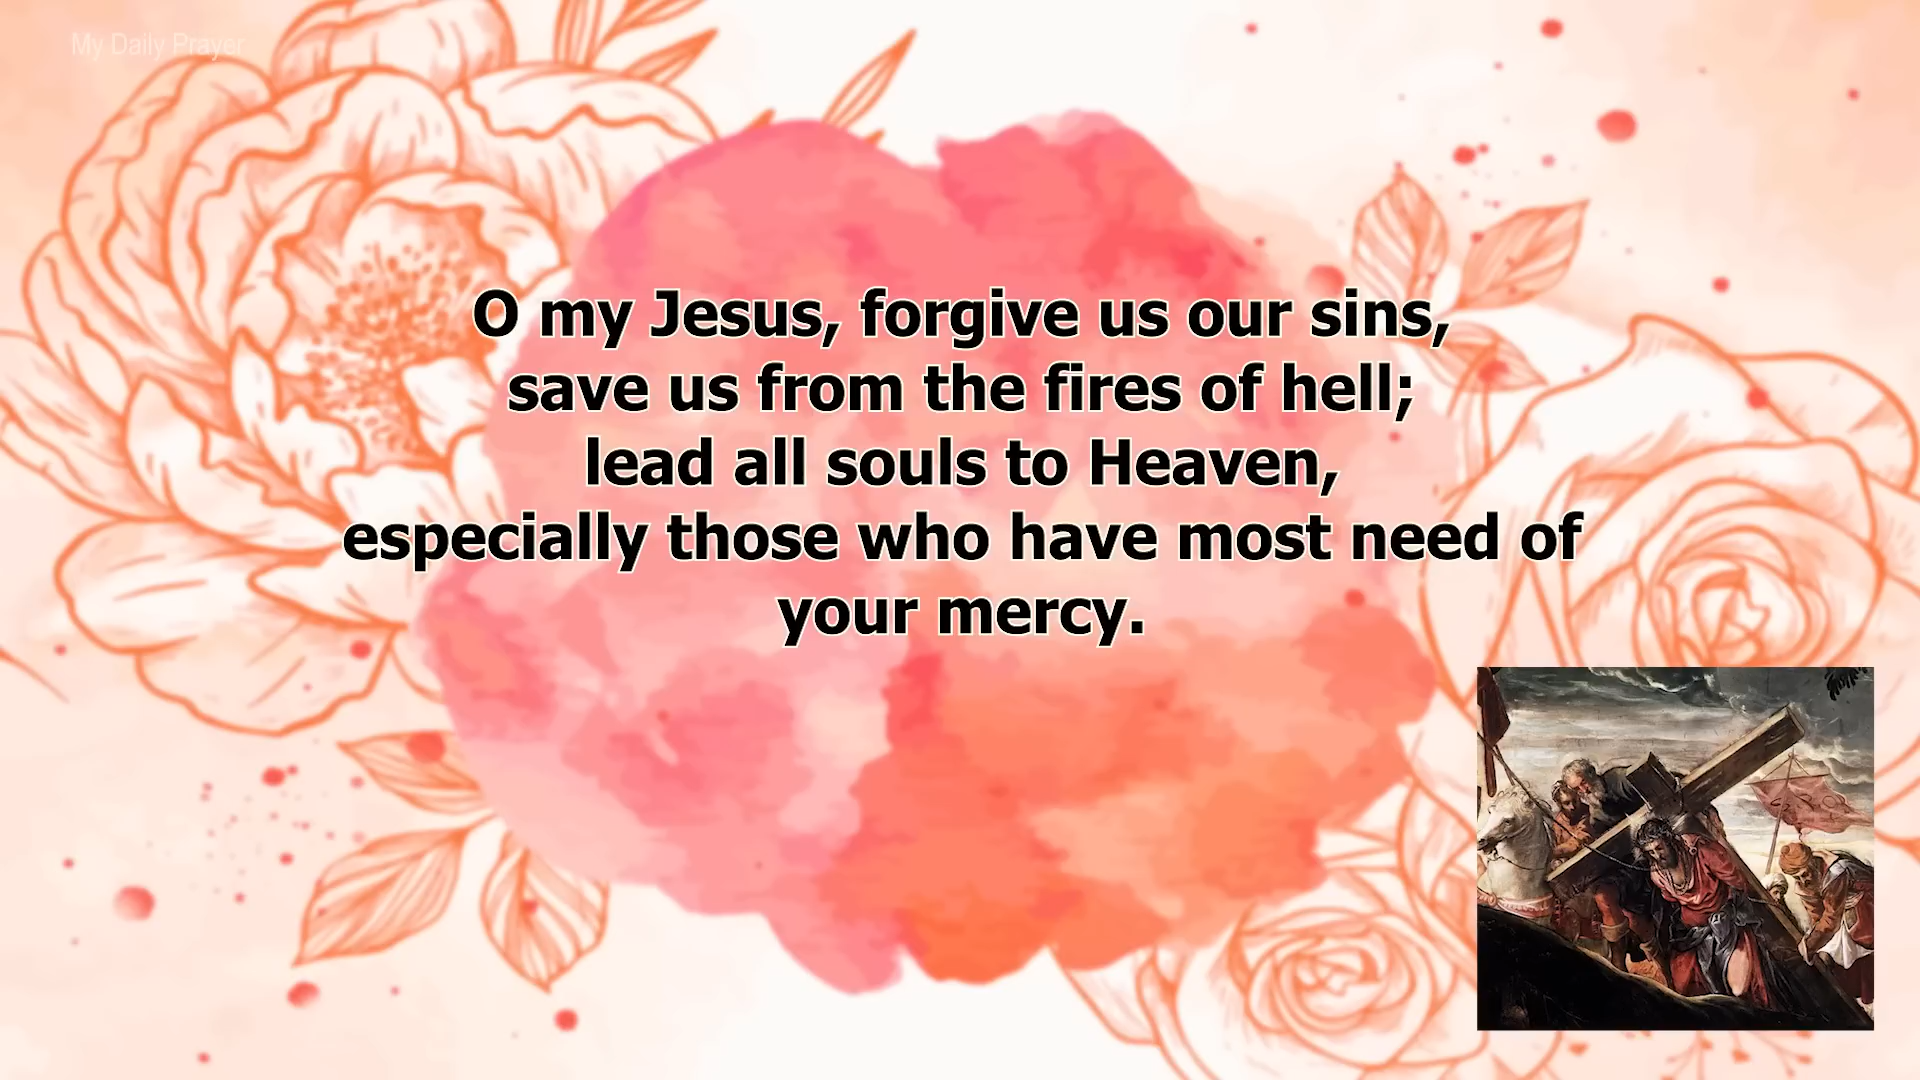 My Daily Prayer
O my Jesus, forgive us our sins,
save us from the fires of hell;
lead all souls to Heaven,
especially those who have most need of
your mercy.